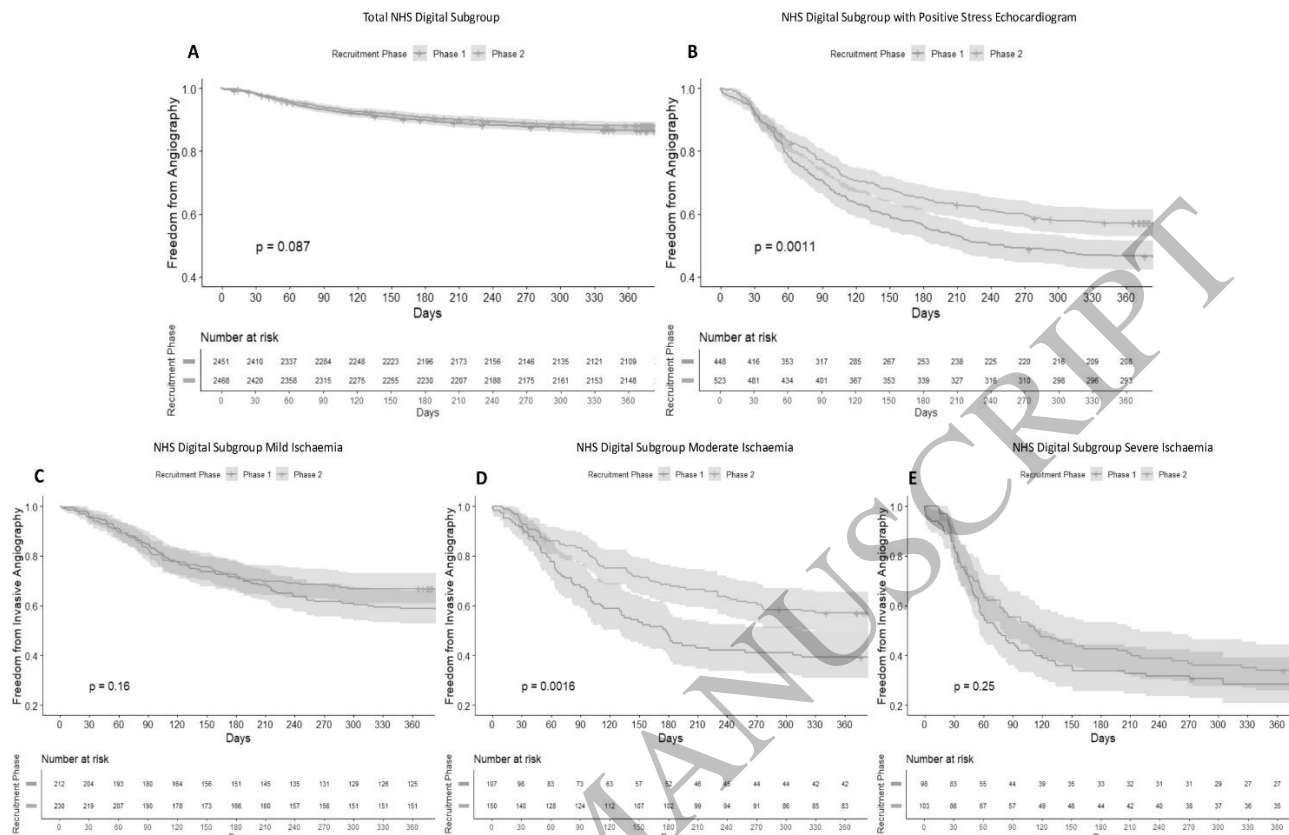 Total NHS Digital Subgroup
NHS Digital Subgroup with Positive Stress Echocardiogram
A
Recruitment Phase Phase 1 Phase 2
Freedom from Angiography
1.0
0.8
0.6
0.4
p = 0.087
0 30 60 90 120 150 180 210 240 270 300 330 360
Days
Number at risk
Recruitment Phase
2451 2410 2337 2284 2248 2223 2196 2173 2156 2146 2135 2121 2109
2468 2420 2358 2315 2275 2255 2230 2207 2188 2175 2161 2153 2148
0 30 60 90 120 150 180 210 240 270 300 330 360
Days
B
Recruitment Phase Phase 1 Phase 2
Freedom from Angiography
1.0
0.8
0.6
0.4
p = 0.0011
0 30 60 90 120 150 180 210 240 270 300 330 360
Days
Number at risk
Recruitment Phase
448 416 353 317 285 267 253 238 225 220 216 209 208
523 481 434 401 367 353 339 327 316 310 298 296 293
0 30 60 90 120 150 180 210 240 270 300 330 360
Days
NHS Digital Subgroup Mild Ischaemia
NHS Digital Subgroup Moderate Ischaemia
NHS Digital Subgroup Severe Ischaemia
C
Recruitment Phase Phase 1 Phase 2
Freedom from Invasive Angiography
1.0
0.8
0.6
0.4
0.2
p = 0.16
0 30 60 90 120 150 180 210 240 270 300 330 360
Days
Number at risk
Recruitment Phase
212 204 193 180 164 156 151 145 135 131 129 126 125
230 219 207 190 178 173 166 160 157 156 151 151 151
0 30 60 90 120 150 180 210 240 270 300 330 360
D
Recruitment Phase Phase 1 Phase 2
Freedom from Invasive Angiography
1.0
0.8
0.6
0.4
0.2
p = 0.0016
0 30 60 90 120 150 180 210 240 270 300 330 360
Days
Number at risk
Recruitment Phase
107 98 83 73 63 57 52 46 45 44 44 42 42
150 140 128 124 112 107 102 99 94 91 86 85 83
0 30 60 90 120 150 180 210 240 270 300 330 360
E
Recruitment Phase Phase 1 Phase 2
Freedom from Invasive Angiography
1.0
0.8
0.6
0.4
0.2
p = 0.25
0 30 60 90 120 150 180 210 240 270 300 330 360
Days
Number at risk
Recruitment Phase
98 83 55 44 39 35 33 32 31 31 29 27 27
103 86 67 57 49 46 44 42 40 38 37 36 35
0 30 60 90 120 150 180 210 240 270 300 330 360
MANUSCRIPT